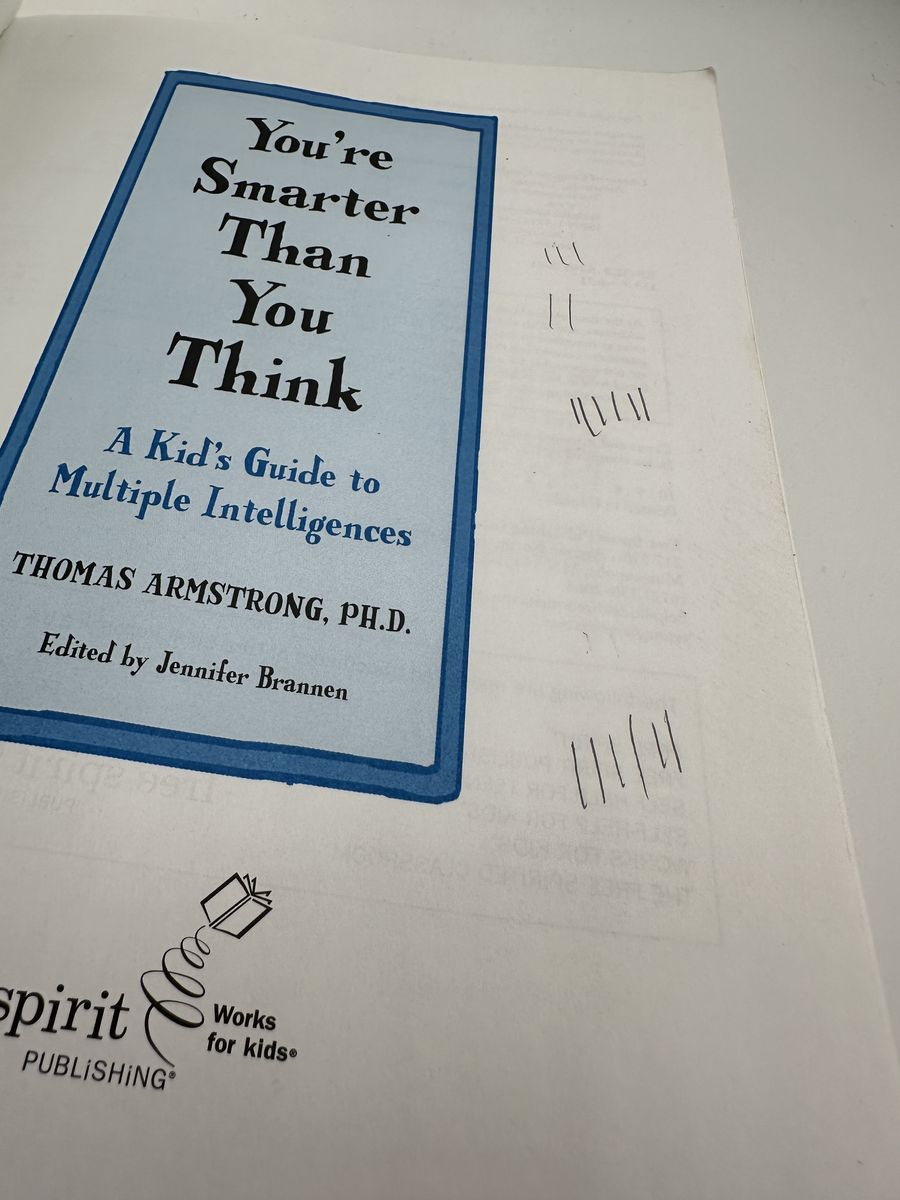 You're
Smarter
Than
You
Think
A Kid's Guide to
Multiple Intelligences
THOMAS ARMSTRONG, PH.D.
Edited by Jennifer Brannen
spirit
PUBLiSHiNG®
Works
for kids®